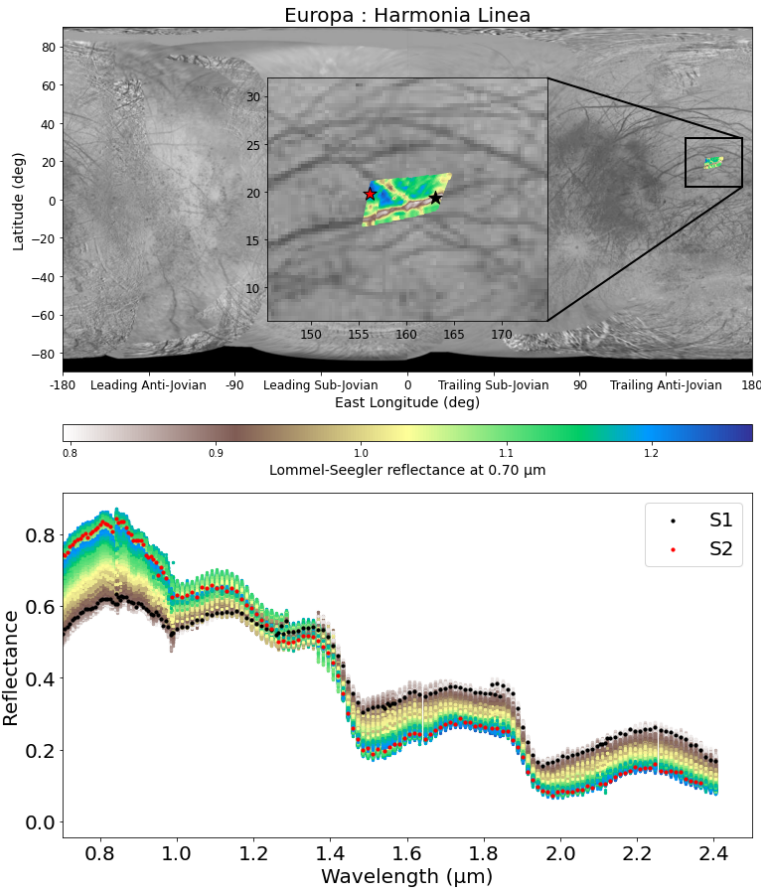 Europa : Harmonia Linea
Latitude (deg)
80
60
40
20
0
−20
−40
−60
−80
30
25
20
15
10
150 155 160 165 170
-180 Leading Anti-Jovian -90 Leading Sub-Jovian 0 Trailing Sub-Jovian 90 Trailing Anti-Jovian 180
East Longitude (deg)
0.8 0.9 1.0 1.1 1.2
Lommel-Seegler reflectance at 0.70 μm
Reflectance
0.8
0.6
0.4
0.2
0.0
S1
S2
0.8 1.0 1.2 1.4 1.6 1.8 2.0 2.2 2.4
Wavelength (μm)